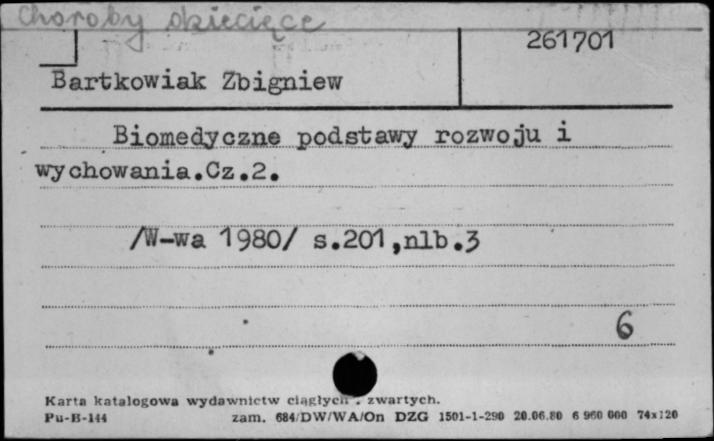 Choroby dziecięce
261701
Bartkowiak Zbigniew
Biomedyczne podstawy rozwoju i
wychowania.Cz.2.
/W-wa 1980/ s.201,nlb.3
6
Karta katalogowa wydawnictw ciągłych . zwartych.
Pu-B-144 zam. 684/DW/WA/On DZG 1501-1-290 20.06.80 6 960 000 74x120